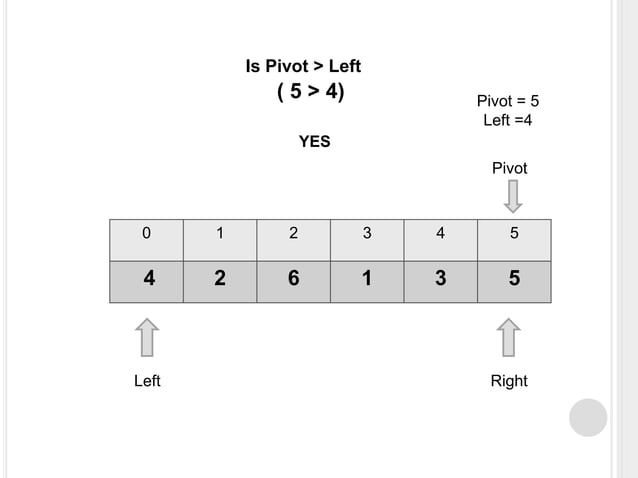 Is Pivot > Left
( 5 > 4)
YES
Pivot = 5
Left =4
Pivot
0 1 2 3 4 5
4 2 6 1 3 5
Left Right